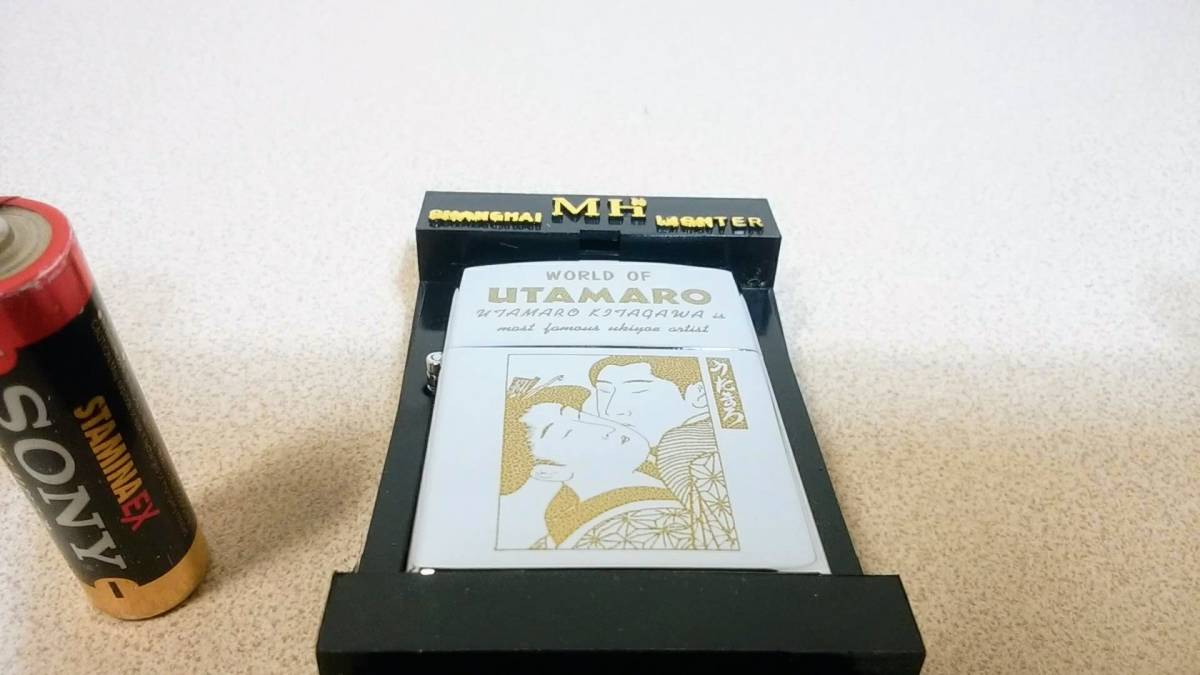 SHANGHAI MH LIGHTER
WORLD OF
UTAMARO
UTAMARO KITAGAWA is
most famous ukiyoe artist
うたまろ
SONY
STAMINA EX